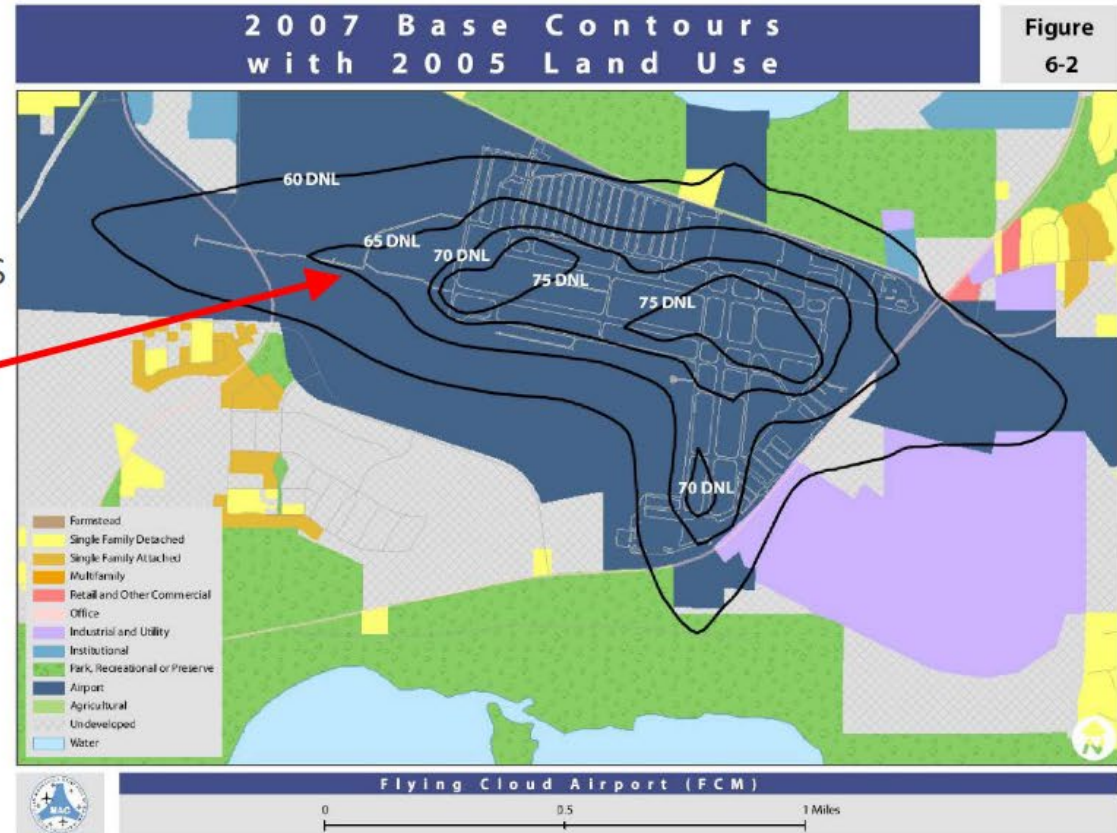 2007 Base Contours
with 2005 Land Use
Figure
6-2
60 DNL
65 DNL
70 DNL
75 DNL
75 DNL
70 DNL
Farmstead
Single Family Detached
Single Family Attached
Multifamily
Retail and Other Commercial
Office
Industrial and Utility
Institutional
Park, Recreational or Preserve
Airport
Agricultural
Undeveloped
Water
N
MAC
Flying Cloud Airport (FCM)
0 0.5 1 Miles